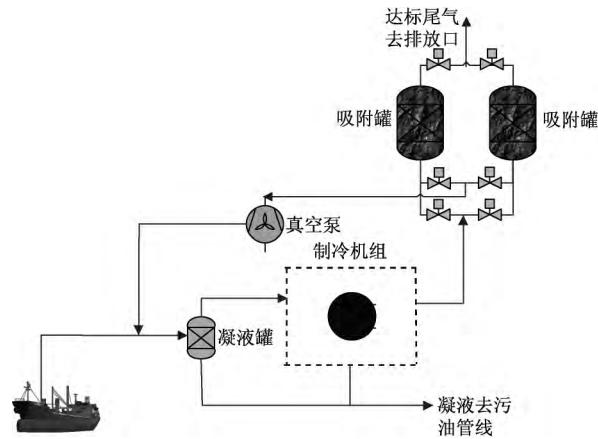 达标尾气
去排放口
吸附罐
吸附罐
真空泵
制冷机组
凝液罐
凝液去污
油管线